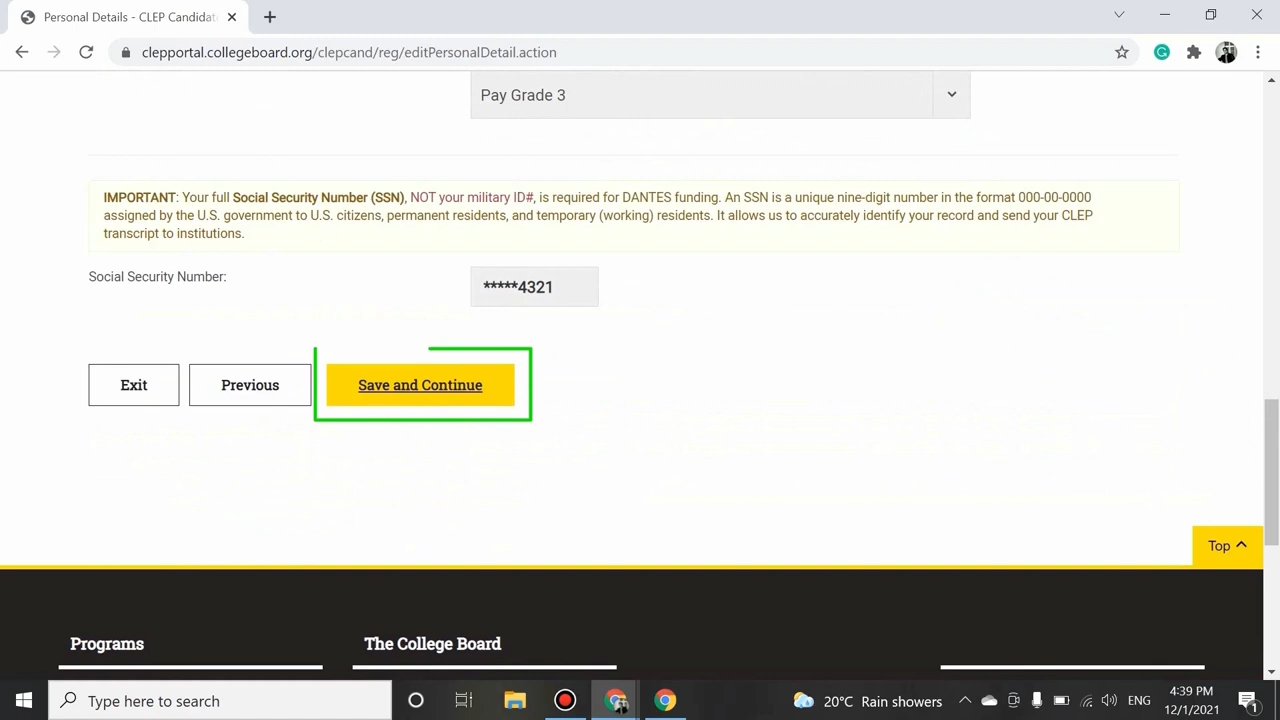 Personal Details - CLEP Candidat
clepportal.collegeboard.org/clepcand/reg/editPersonalDetail.action
Pay Grade 3
IMPORTANT: Your full Social Security Number (SSN), NOT your military ID#, is required for DANTES funding. An SSN is a unique nine-digit number in the format 000-00-0000
assigned by the U.S. government to U.S. citizens, permanent residents, and temporary (working) residents. It allows us to accurately identify your record and send your CLEP
transcript to institutions.
Social Security Number:
*****4321
Exit
Previous
Save and Continue
Top
Programs
The College Board
Type here to search
20°C Rain showers
ENG
4:39 PM
12/1/2021
1